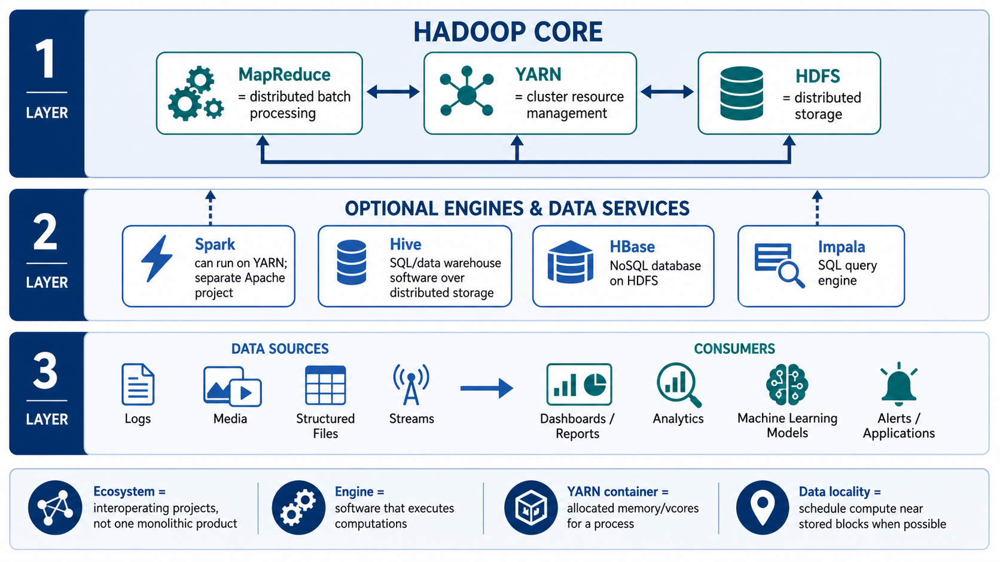 1
LAYER
HADOOP CORE
MapReduce
= distributed batch
processing
YARN
= cluster resource
management
HDFS
= distributed
storage
2
LAYER
OPTIONAL ENGINES & DATA SERVICES
Spark
can run on YARN;
separate Apache
project
Hive
SQL/data warehouse
software over
distributed storage
HBase
NoSQL database
on HDFS
Impala
SQL query
engine
3
LAYER
DATA SOURCES
Logs
Media
Structured
Files
Streams
CONSUMERS
Dashboards /
Reports
Analytics
Machine Learning
Models
Alerts /
Applications
Ecosystem =
interoperating projects,
not one monolithic product
Engine =
software that executes
computations
YARN container =
allocated memory/vcores
for a process
Data locality =
schedule compute near
stored blocks when possible